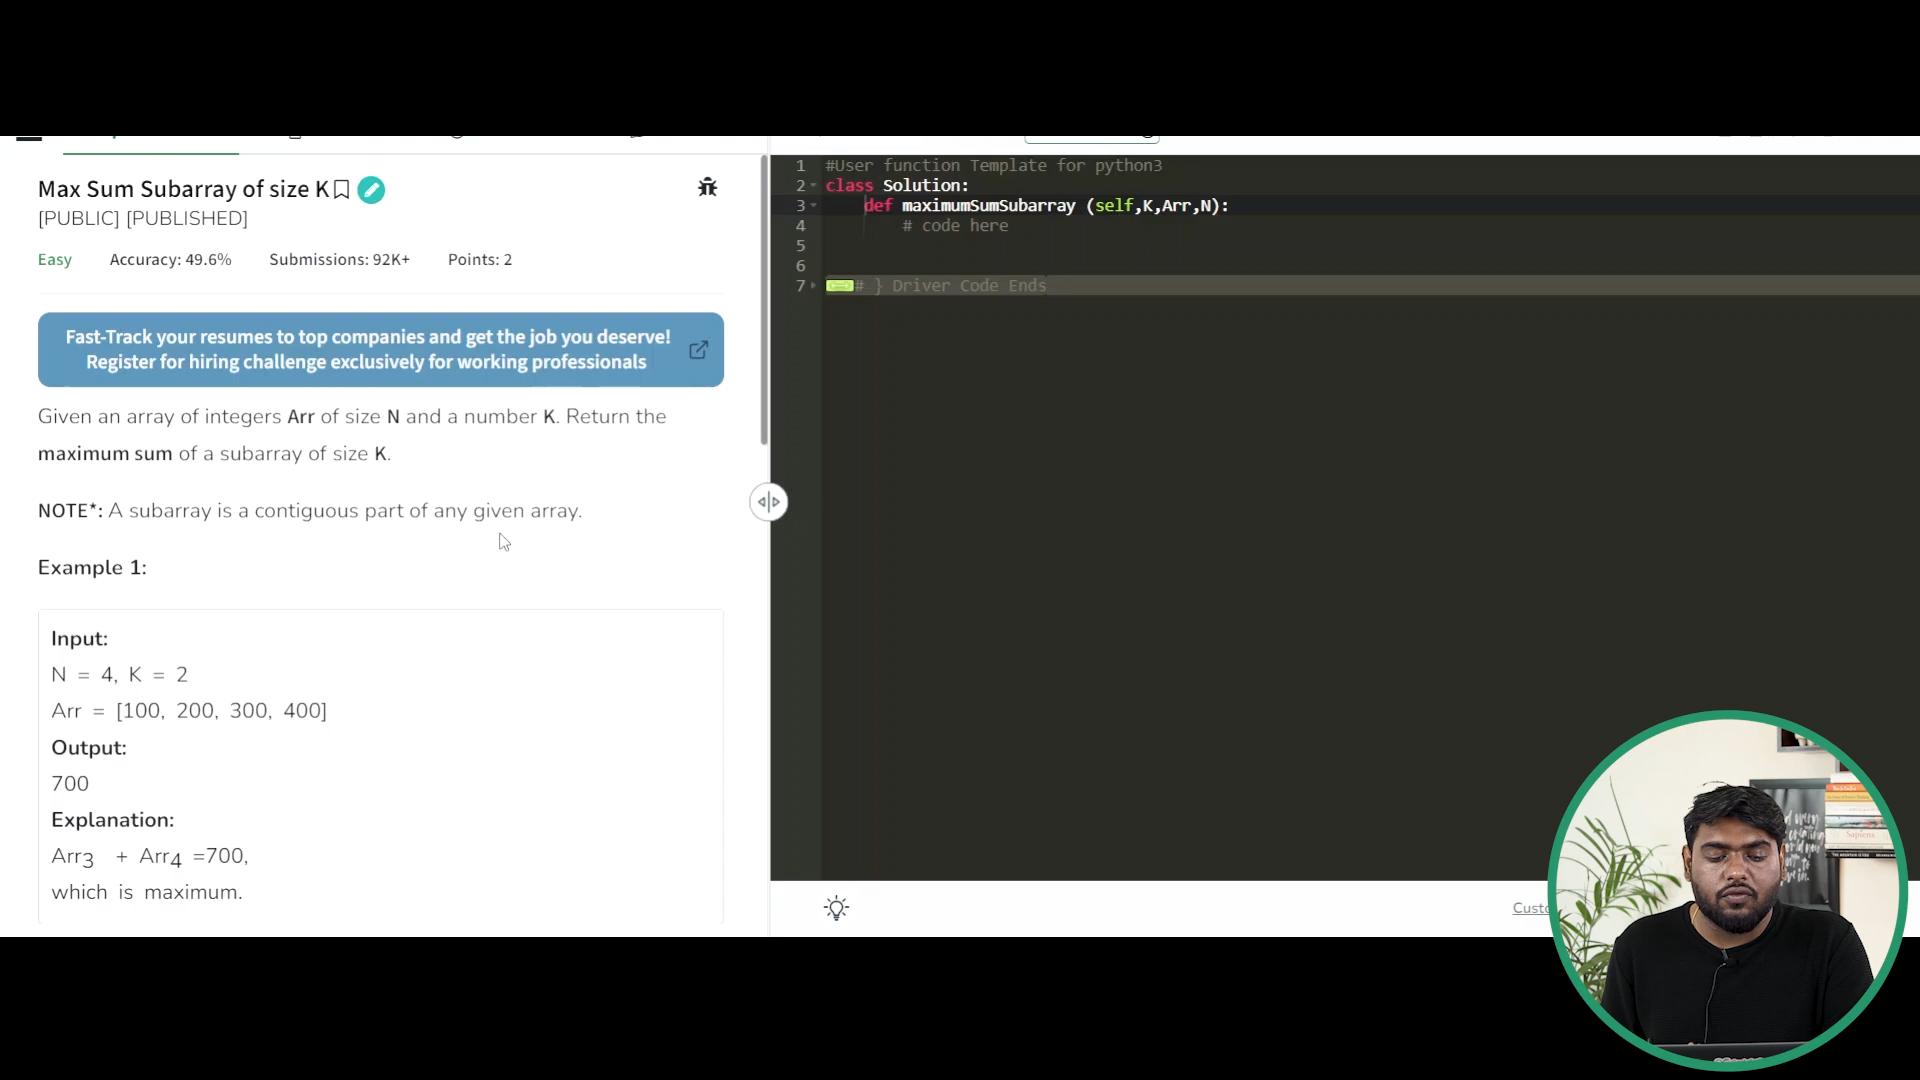 Max Sum Subarray of size K
[PUBLIC] [PUBLISHED]
Easy Accuracy: 49.6% Submissions: 92K+ Points: 2
Fast-Track your resumes to top companies and get the job you deserve!
Register for hiring challenge exclusively for working professionals
Given an array of integers Arr of size N and a number K. Return the
maximum sum of a subarray of size K.
NOTE*: A subarray is a contiguous part of any given array.
Example 1:
Input:
N = 4, K = 2
Arr = [100, 200, 300, 400]
Output:
700
Explanation:
Arr3 + Arr4 =700,
which is maximum.
1 #User function Template for python3
2 class Solution:
3 def maximumSumSubarray (self,K,Arr,N):
4 # code here
5
6
7 # } Driver Code Ends
Custo
Sapiens